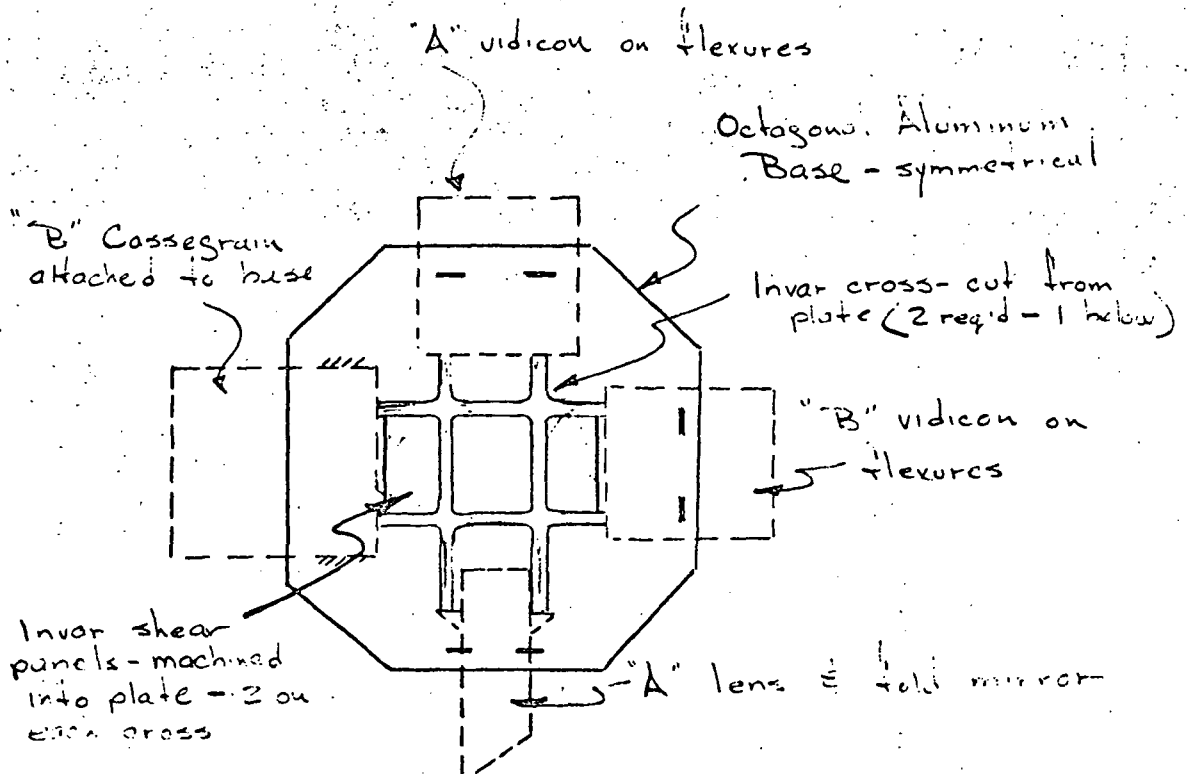 "A" vidicon on flexures
Octagonal Aluminum
Base - symmetrical
"B" Cassegrain
attached to base
Invar cross-cut from
plate (2 req'd - 1 below)
"B" vidicon on
flexures
Invar shear
panels - machined
into plate - 2 on
each cross
"A" lens & fold mirror